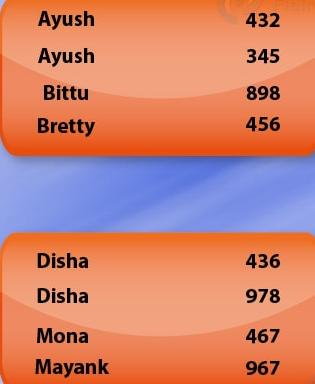 Ayush 432
Ayush 345
Bittu 898
Bretty 456
Disha 436
Disha 978
Mona 467
Mayank 967